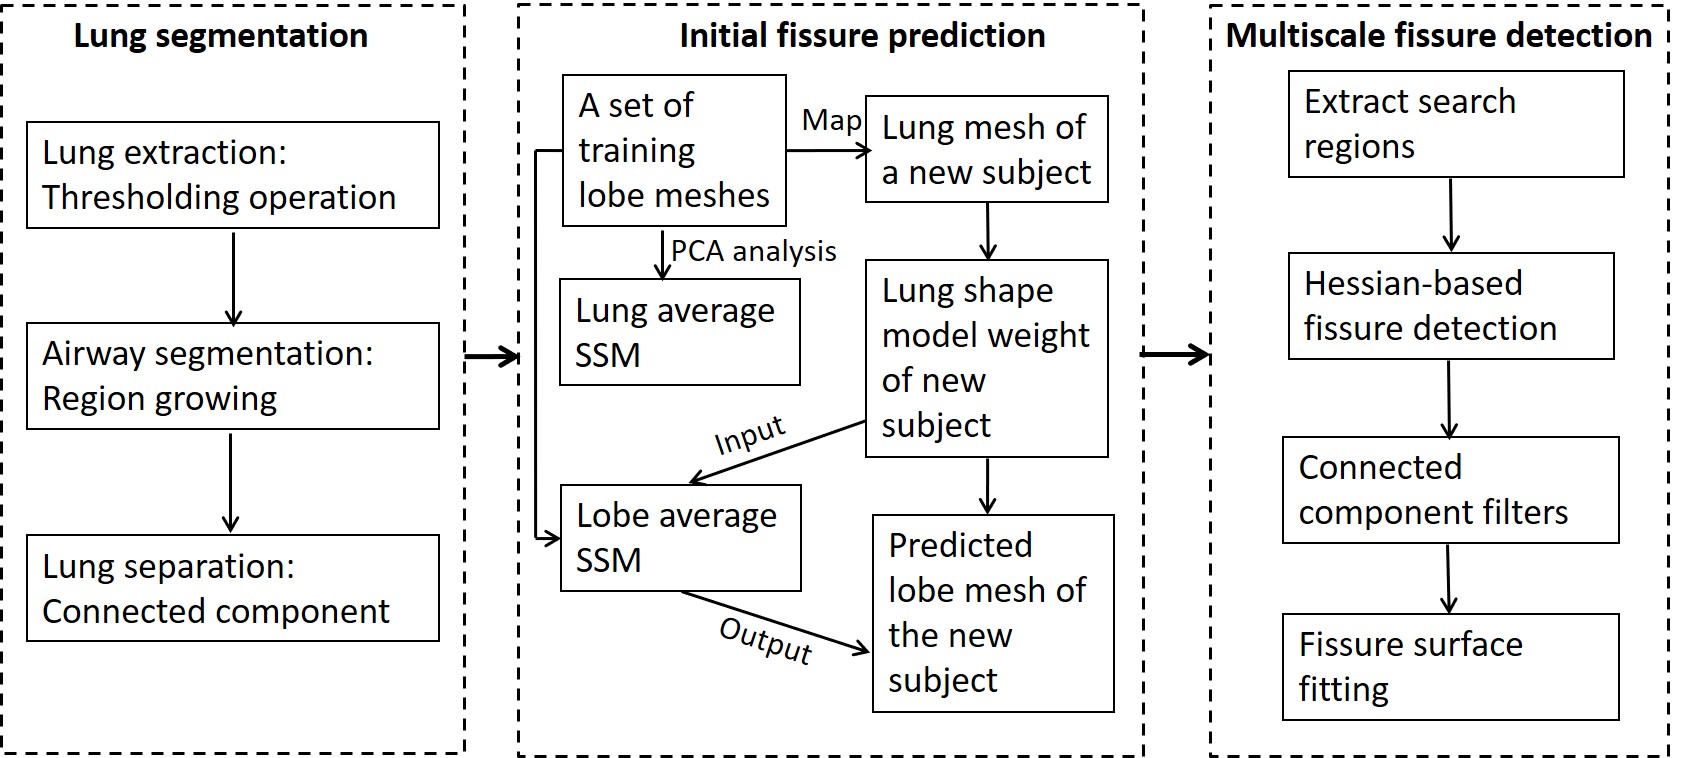 Lung segmentation
Lung extraction:
Thresholding operation
Airway segmentation:
Region growing
Lung separation:
Connected component
Initial fissure prediction
A set of
training
lobe meshes
Map
Lung mesh of
a new subject
PCA analysis
Lung average
SSM
Lung shape
model weight
of new
subject
Input
Lobe average
SSM
Output
Predicted
lobe mesh of
the new
subject
Multiscale fissure detection
Extract search
regions
Hessian-based
fissure detection
Connected
component filters
Fissure surface
fitting